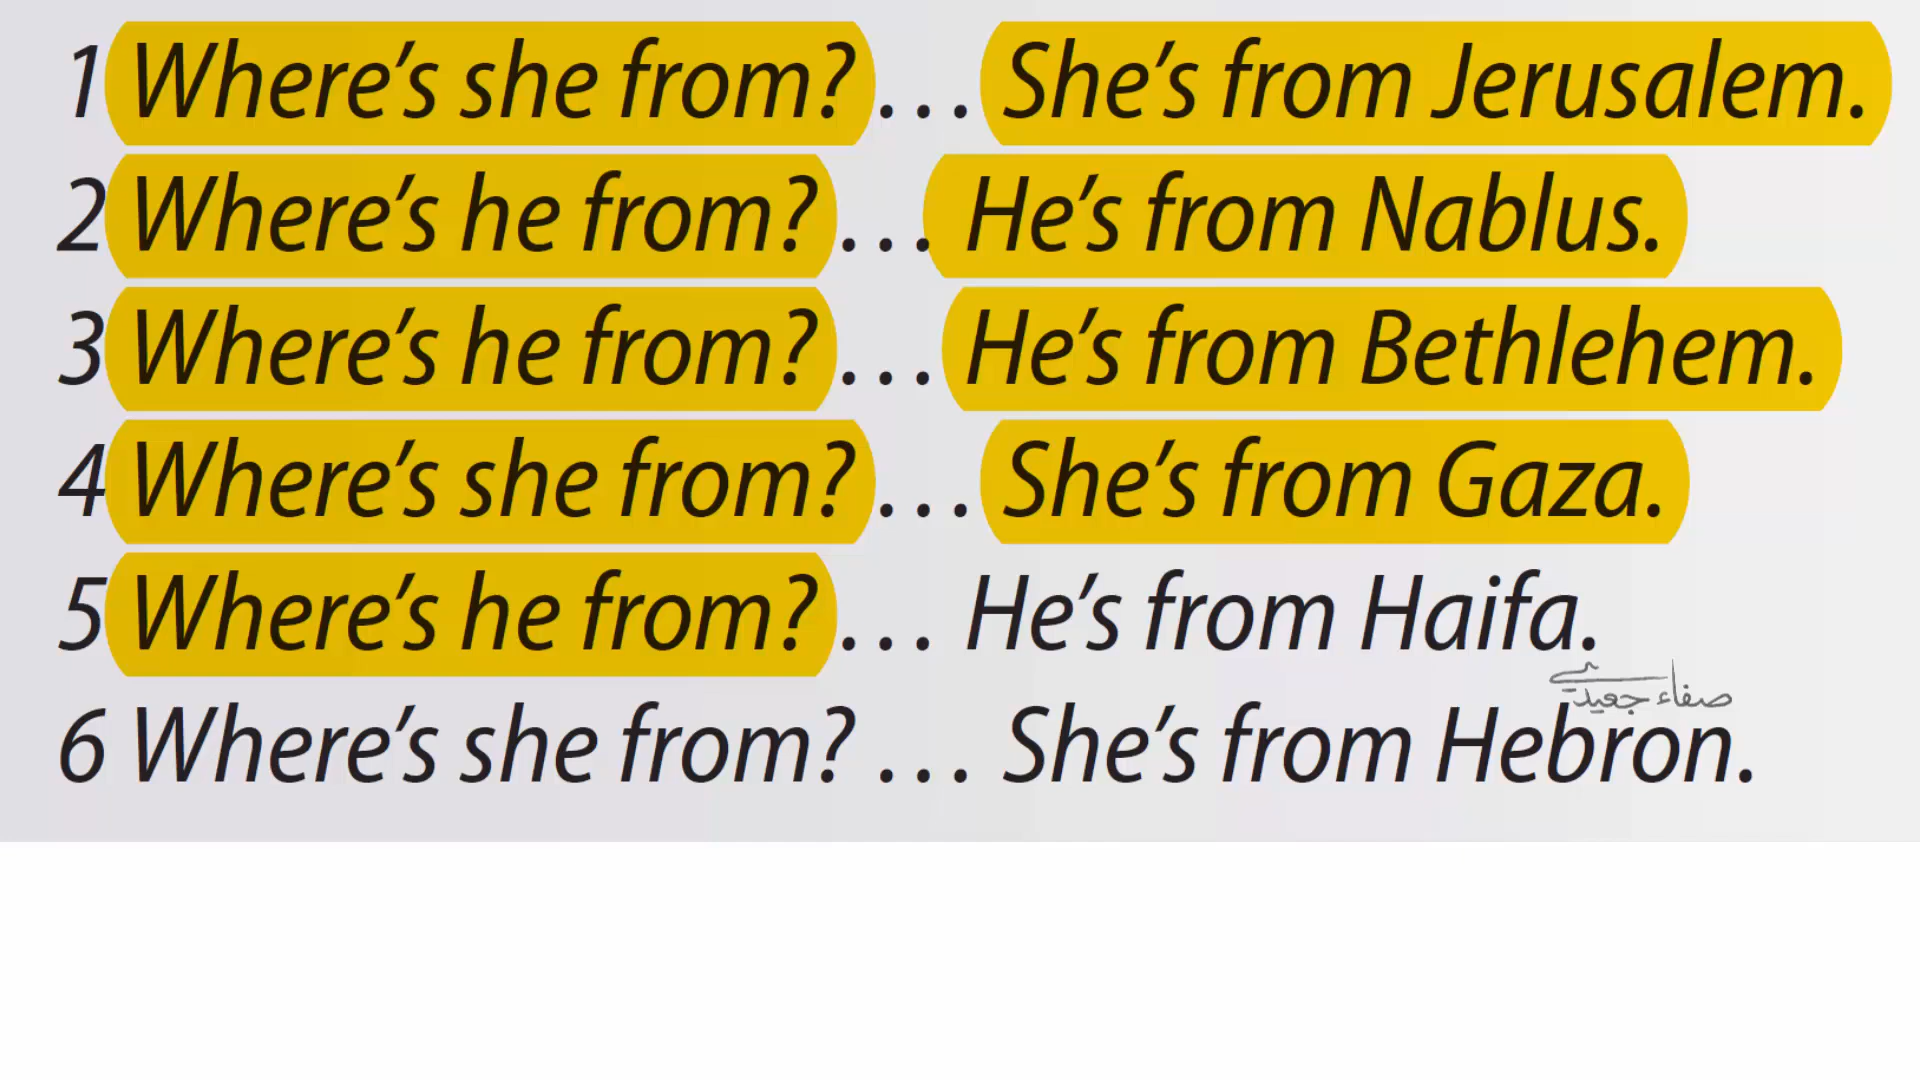 1 Where's she from? ... She's from Jerusalem.
2 Where's he from? ... He's from Nablus.
3 Where's he from? ... He's from Bethlehem.
4 Where's she from? ... She's from Gaza.
5 Where's he from? ... He's from Haifa.
صفاء جعيدي
6 Where's she from? ... She's from Hebron.